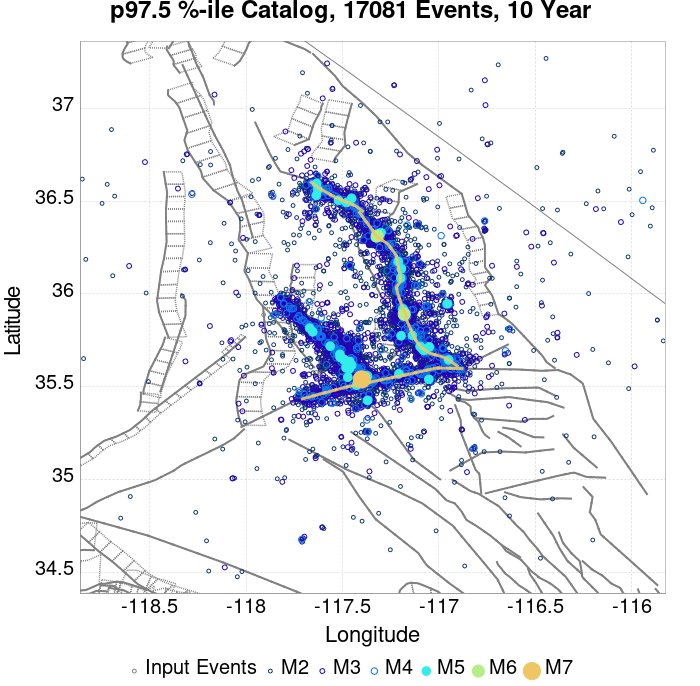 p97.5 %-ile Catalog, 17081 Events, 10 Year
37
36.5
36
35.5
35
34.5
Latitude
-118.5 -118 -117.5 -117 -116.5 -116
Longitude
Input Events M2 M3 M4 M5 M6 M7